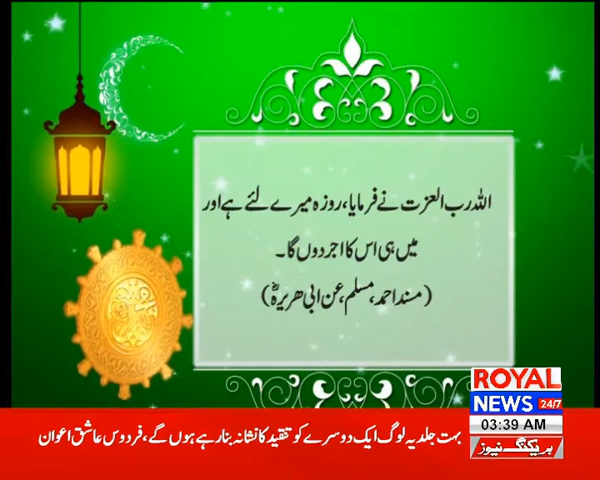 اللہ رب العزت نے فرمایا، روزہ میرے لئے ہے اور
میں ہی اس کا اجر دوں گا۔
(مسند احمد، مسلم، عن ابی ھریرہؓ)
ROYAL
NEWS 24/7
03:39 AM
بریکنگ نیوز
بہت جلد یہ لوگ ایک دوسرے کو تنقید کا نشانہ بنا رہے ہوں گے، فردوس عاشق اعوان